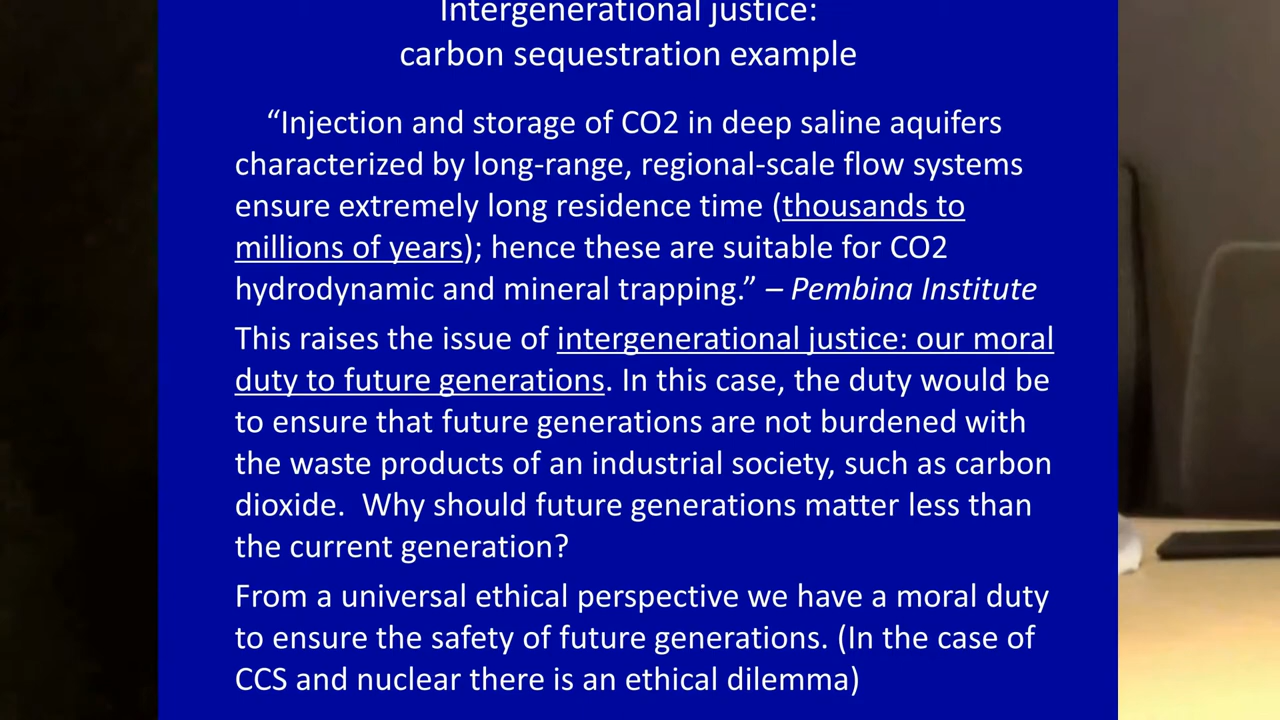 Intergenerational justice:
carbon sequestration example
“Injection and storage of CO2 in deep saline aquifers
characterized by long-range, regional-scale flow systems
ensure extremely long residence time (thousands to
millions of years); hence these are suitable for CO2
hydrodynamic and mineral trapping.” – Pembina Institute
This raises the issue of intergenerational justice: our moral
duty to future generations. In this case, the duty would be
to ensure that future generations are not burdened with
the waste products of an industrial society, such as carbon
dioxide.  Why should future generations matter less than
the current generation?
From a universal ethical perspective we have a moral duty
to ensure the safety of future generations. (In the case of
CCS and nuclear there is an ethical dilemma)